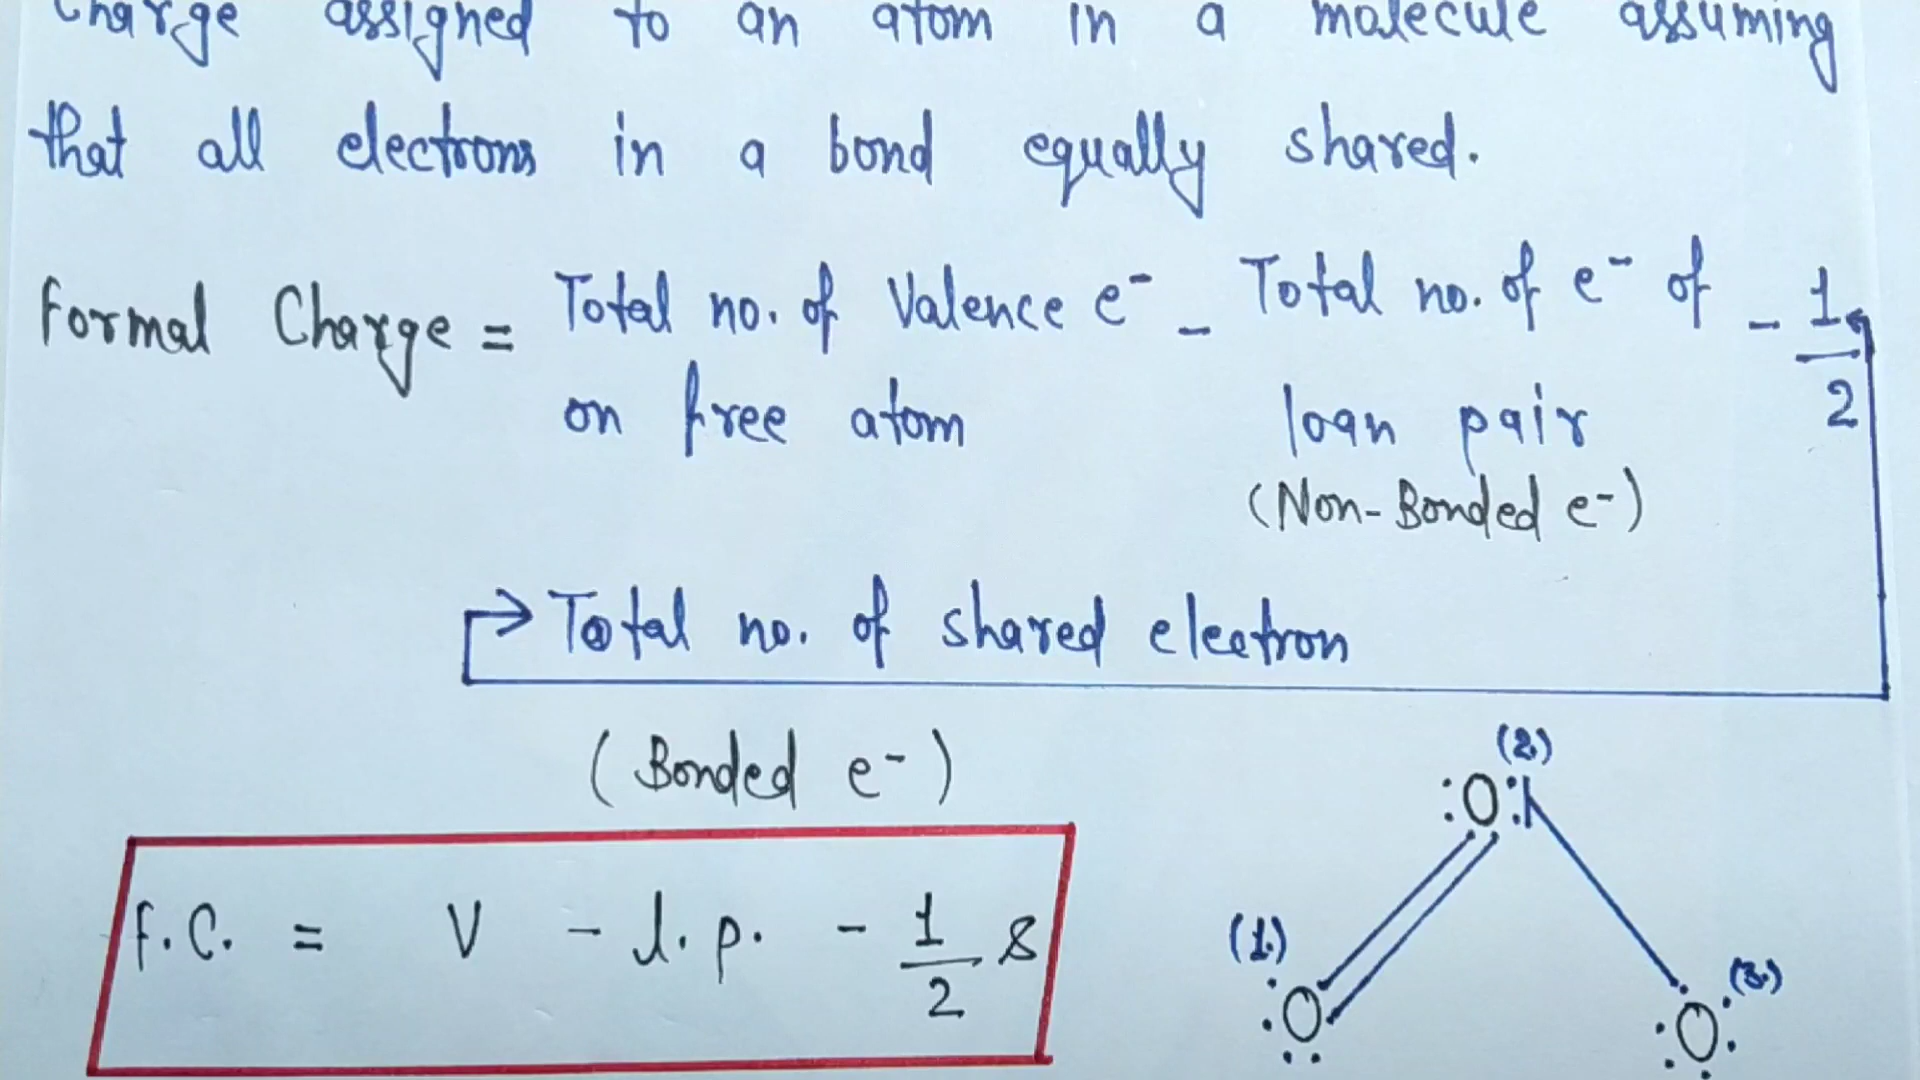 Charge assigned to an atom in a molecule assuming
that all electrons in a bond equally shared.
Formal Charge = Total no. of Valence e⁻ - Total no. of e⁻ of - 1/2
on free atom loan pair
(Non-Bonded e-)
Total no. of shared electron
(Bonded e-)
F.C. = V - l.p. - 1/2 s
(2)
:O:
(1.)
:O
(3.)
:O: